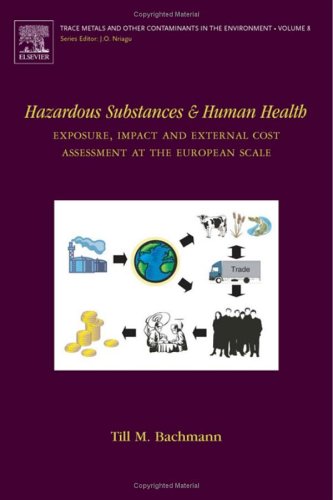 TRACE METALS AND OTHER CONTAMINANTS IN THE ENVIRONMENT • VOLUME 8
Series Editor: J.O. Nriagu
ELSEVIER
Hazardous Substances & Human Health
EXPOSURE, IMPACT AND EXTERNAL COST
ASSESSMENT AT THE EUROPEAN SCALE
Trade
Till M. Bachmann